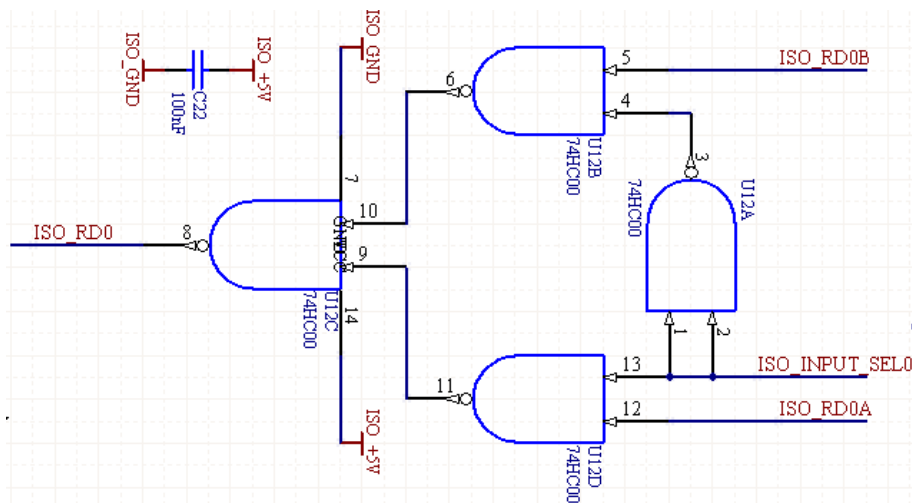 ISO_GND
ISO_+5V
C22
100nF
ISO_GND
7
6
5
ISO_RD0B
4
U12B
74HC00
3
U12A
74HC00
ISO_RD0
8
10
9
U12C
74HC00
14
1
2
13
ISO_INPUT_SEL0
11
12
ISO_RD0A
U12D
74HC00
ISO_+5V